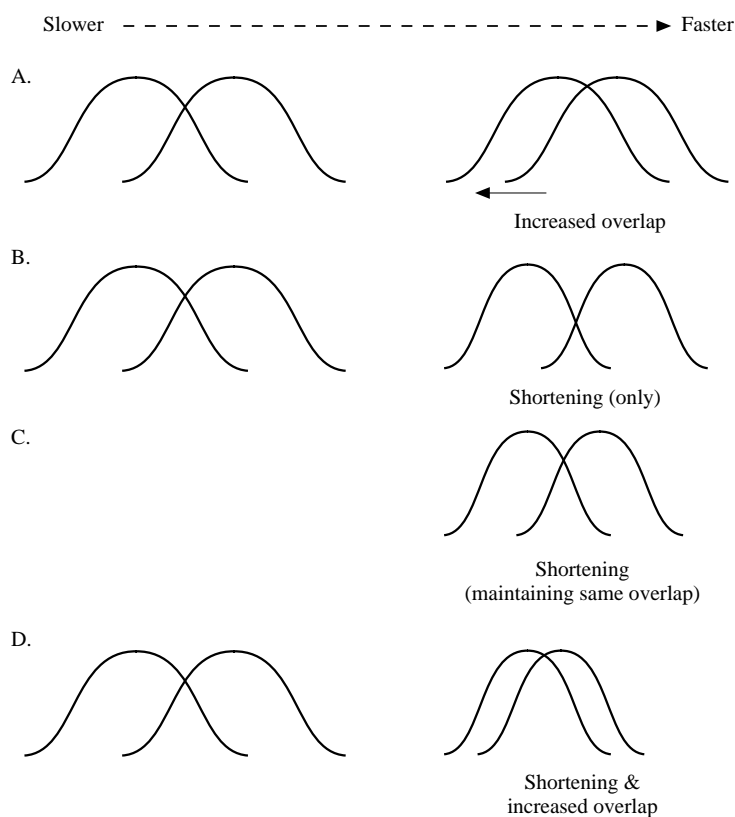 Slower Faster
A.
Increased overlap
B.
Shortening (only)
C.
Shortening
(maintaining same overlap)
D.
Shortening &
increased overlap